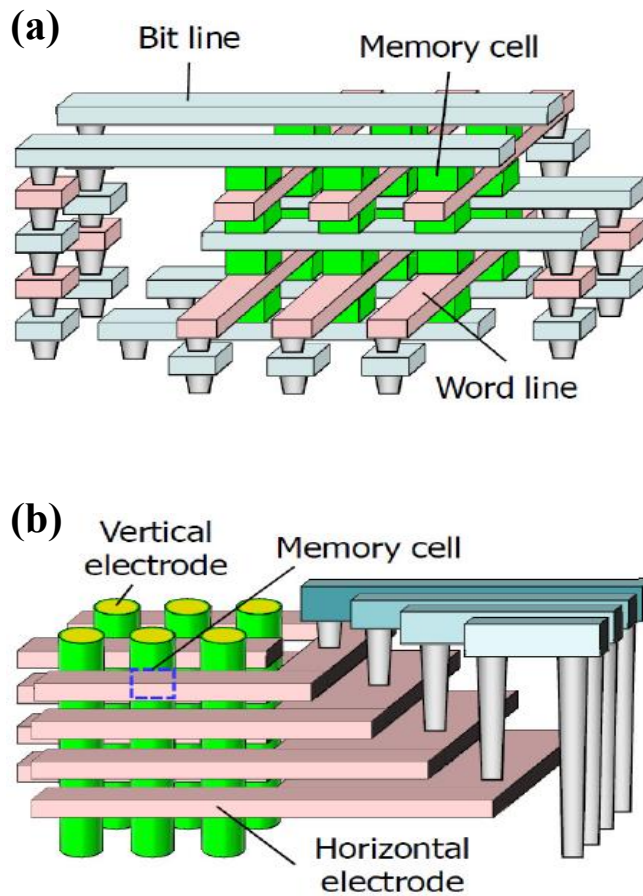 (a)
Bit line
Memory cell
Word line
(b)
Vertical
electrode
Memory cell
Horizontal
electrode